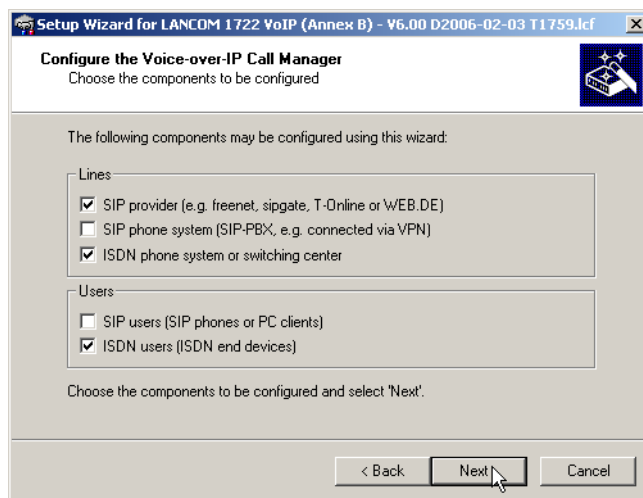 Setup Wizard for LANCOM 1722 VoIP (Annex B) - V6.00 D2006-02-03 T1759.lcf
Configure the Voice-over-IP Call Manager
Choose the components to be configured
The following components may be configured using this wizard:
Lines
SIP provider (e.g. freenet, sipgate, T-Online or WEB.DE)
SIP phone system (SIP-PBX, e.g. connected via VPN)
ISDN phone system or switching center
Users
SIP users (SIP phones or PC clients)
ISDN users (ISDN end devices)
Choose the components to be configured and select 'Next'.
< Back
Next >
Cancel